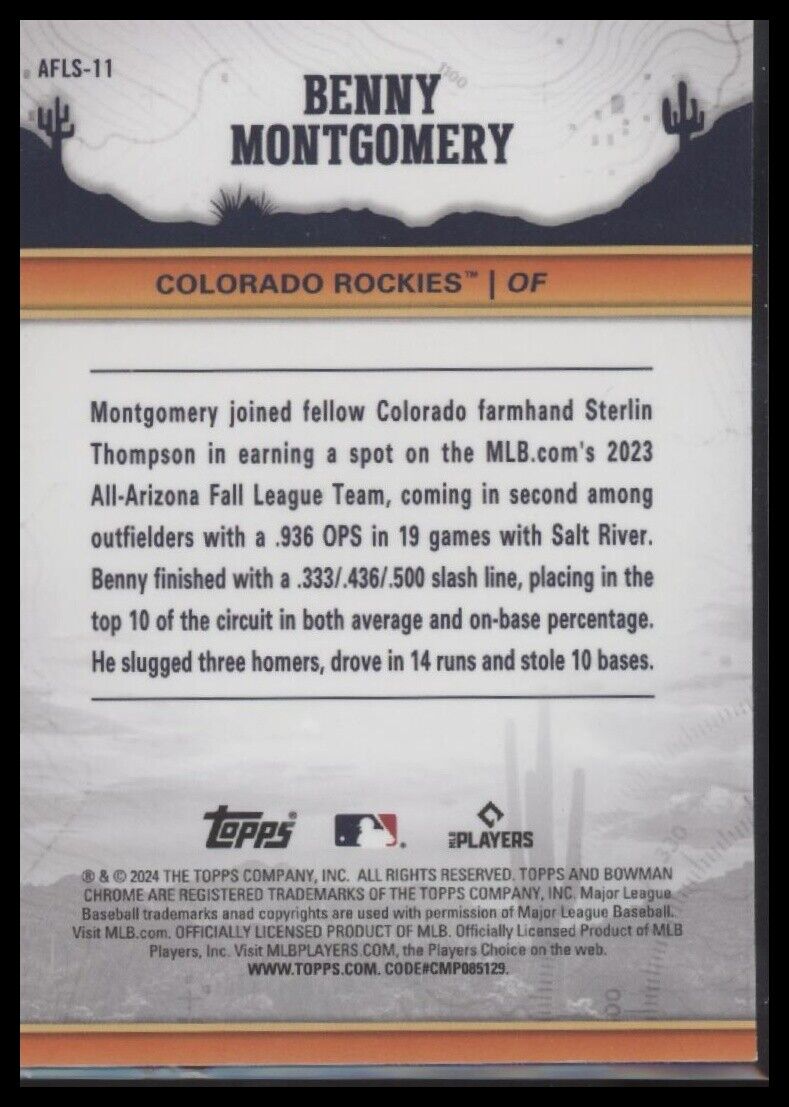 AFLS-11
1100
BENNY
MONTGOMERY
COLORADO ROCKIES™ | OF
Montgomery joined fellow Colorado farmhand Sterlin
Thompson in earning a spot on the MLB.com's 2023
All-Arizona Fall League Team, coming in second among
outfielders with a .936 OPS in 19 games with Salt River.
Benny finished with a .333/.436/.500 slash line, placing in the
top 10 of the circuit in both average and on-base percentage.
He slugged three homers, drove in 14 runs and stole 10 bases.
Topps®
MLB PLAYERS
® & © 2024 THE TOPPS COMPANY, INC. ALL RIGHTS RESERVED. TOPPS AND BOWMAN
CHROME ARE REGISTERED TRADEMARKS OF THE TOPPS COMPANY, INC. Major League
Baseball trademarks anad copyrights are used with permission of Major League Baseball.
Visit MLB.com. OFFICIALLY LICENSED PRODUCT OF MLB. Officially Licensed Product of MLB
Players, Inc. Visit MLBPLAYERS.COM, the Players Choice on the web.
WWW.TOPPS.COM. CODE#CMP085129.
330